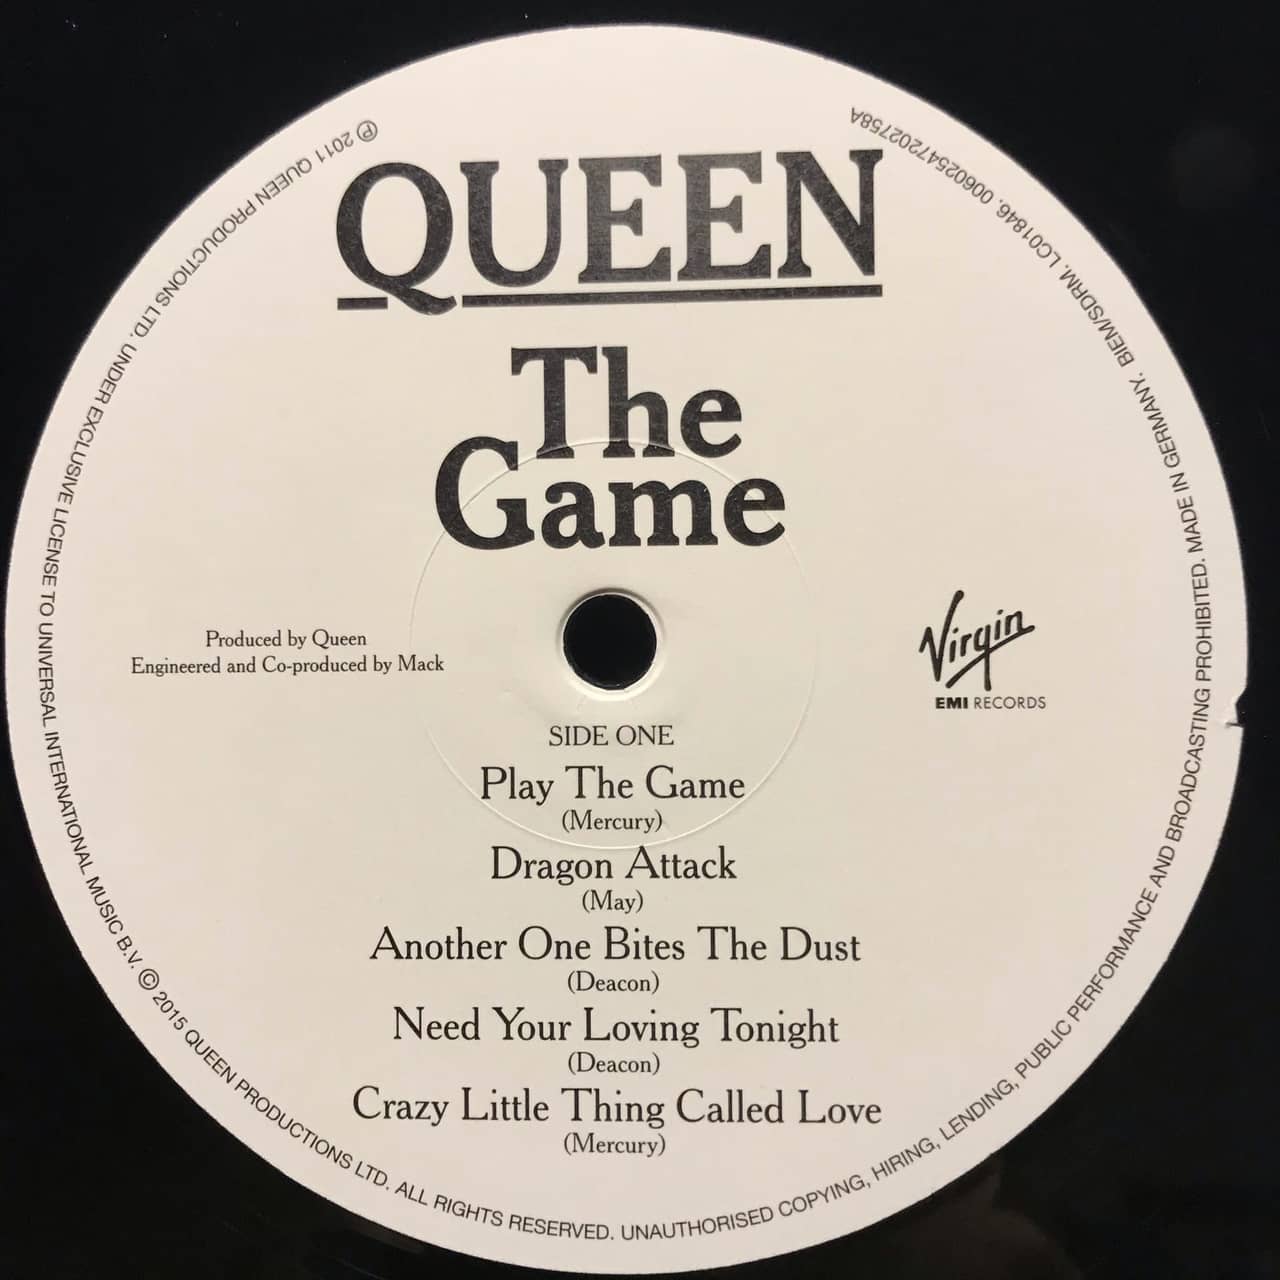 QUEEN
The
Game
Produced by Queen
Engineered and Co-produced by Mack
Virgin
EMI RECORDS
SIDE ONE
Play The Game
(Mercury)
Dragon Attack
(May)
Another One Bites The Dust
(Deacon)
Need Your Loving Tonight
(Deacon)
Crazy Little Thing Called Love
(Mercury)
℗ 2011 QUEEN PRODUCTIONS LTD. UNDER EXCLUSIVE LICENSE TO UNIVERSAL INTERNATIONAL MUSIC B.V. © 2015 QUEEN PRODUCTIONS LTD. ALL RIGHTS RESERVED. UNAUTHORISED COPYING, HIRING, LENDING, PUBLIC PERFORMANCE AND BROADCASTING PROHIBITED. MADE IN GERMANY. BIEM/SDRM. LC01846. 00602547202758A